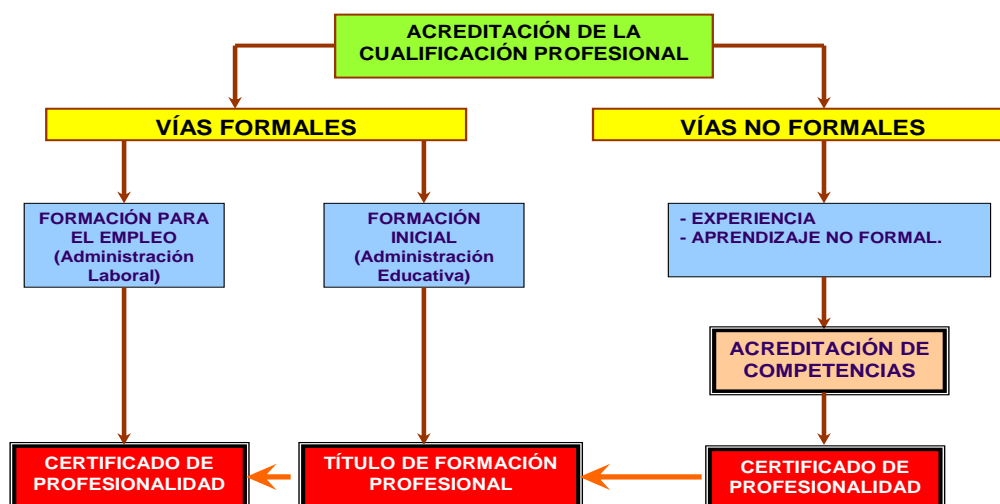 ACREDITACIÓN DE LA
CUALIFICACIÓN PROFESIONAL
VÍAS FORMALES
VÍAS NO FORMALES
FORMACIÓN PARA
EL EMPLEO
(Administración
Laboral)
FORMACIÓN
INICIAL
(Administración
Educativa)
- EXPERIENCIA
- APRENDIZAJE NO FORMAL.
ACREDITACIÓN DE
COMPETENCIAS
CERTIFICADO DE
PROFESIONALIDAD
TÍTULO DE FORMACIÓN
PROFESIONAL
CERTIFICADO DE
PROFESIONALIDAD